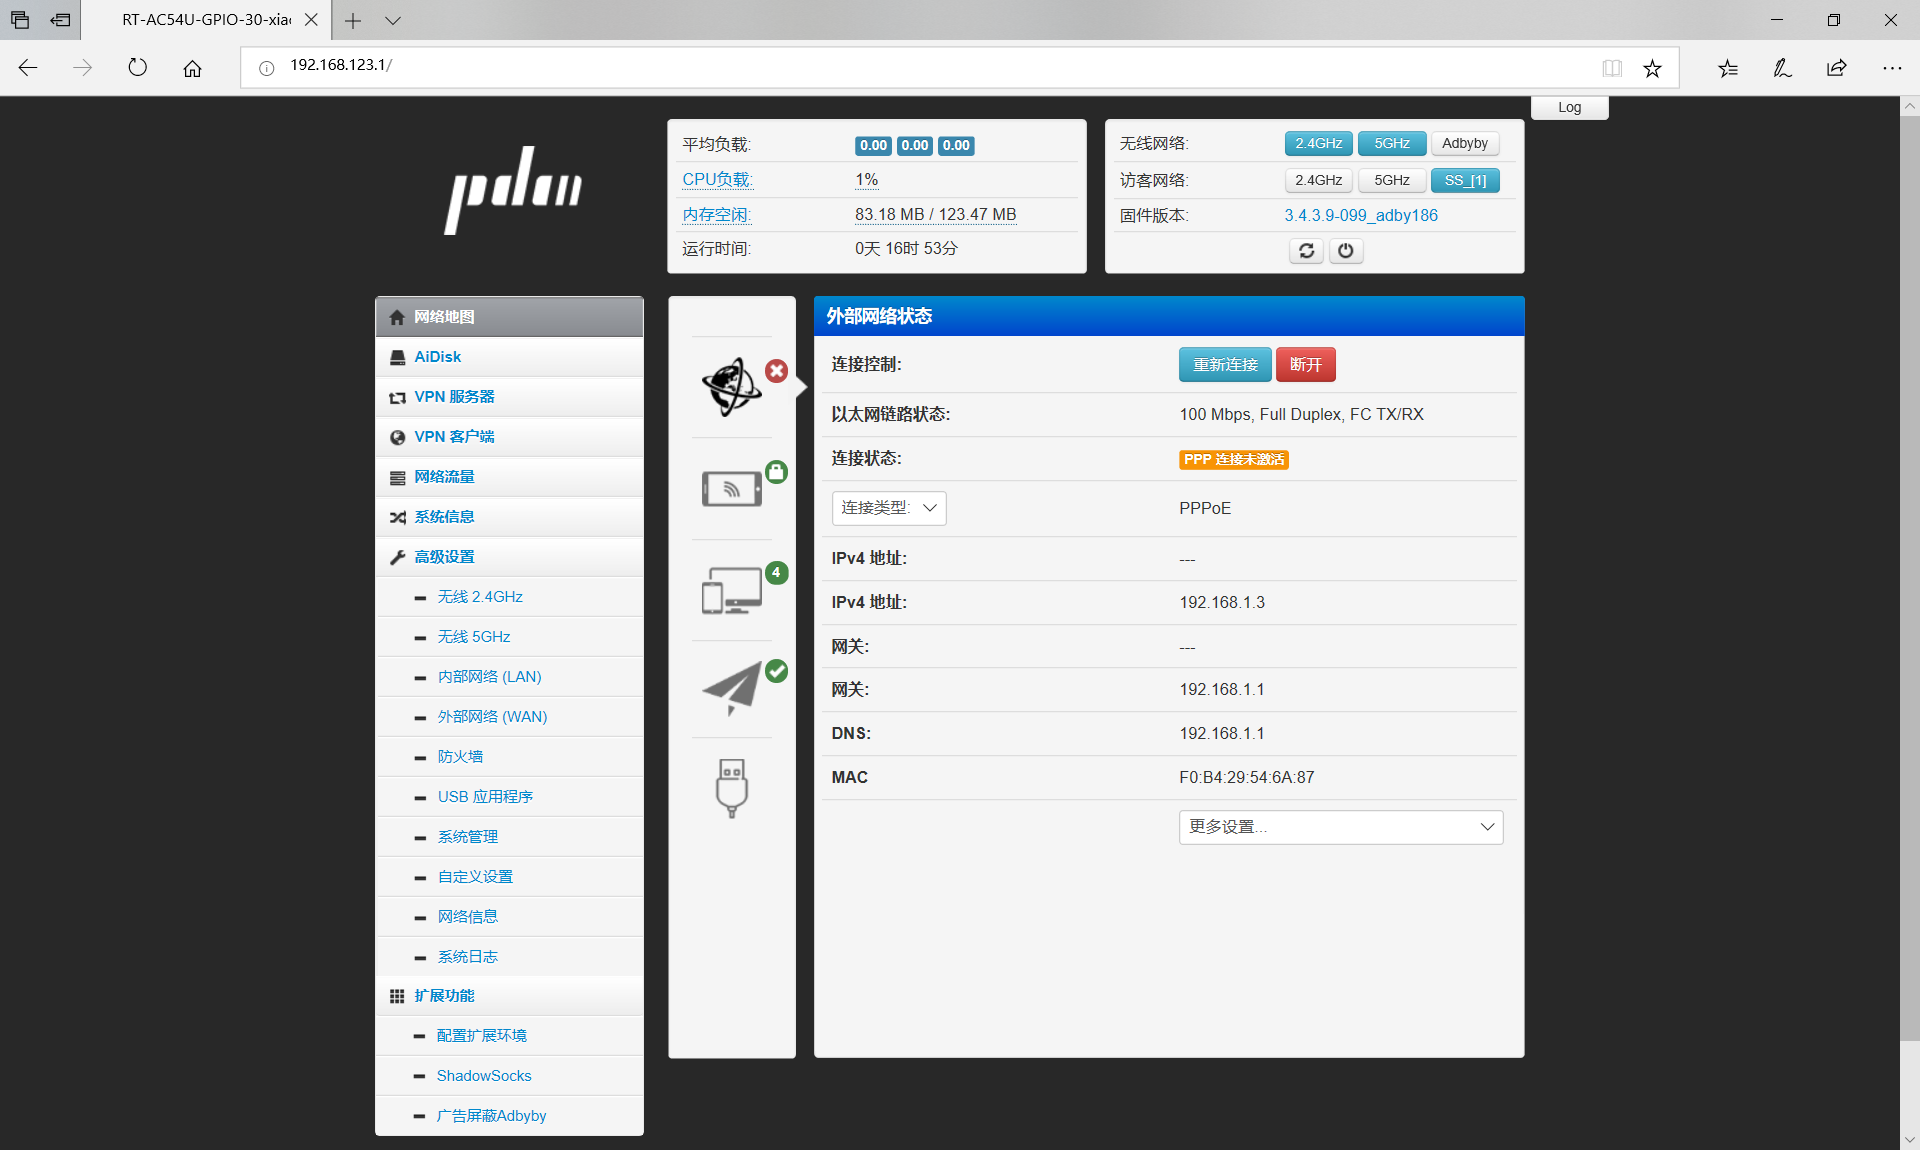 RT-AC54U-GPIO-30-xia
192.168.123.1/
Log
pdcn
平均负载: 0.00 0.00 0.00
CPU负载: 1%
内存空闲: 83.18 MB / 123.47 MB
运行时间: 0天 16时 53分
无线网络: 2.4GHz 5GHz Adbyby
访客网络: 2.4GHz 5GHz SS_[1]
固件版本: 3.4.3.9-099_adby186
网络地图
AiDisk
VPN 服务器
VPN 客户端
网络流量
系统信息
高级设置
无线 2.4GHz
无线 5GHz
内部网络 (LAN)
外部网络 (WAN)
防火墙
USB 应用程序
系统管理
自定义设置
网络信息
系统日志
扩展功能
配置扩展环境
ShadowSocks
广告屏蔽Adbyby
4
外部网络状态
连接控制: 重新连接 断开
以太网链路状态: 100 Mbps, Full Duplex, FC TX/RX
连接状态: PPP 连接未激活
连接类型: PPPoE
IPv4 地址: ---
IPv4 地址: 192.168.1.3
网关: ---
网关: 192.168.1.1
DNS: 192.168.1.1
MAC F0:B4:29:54:6A:87
更多设置...